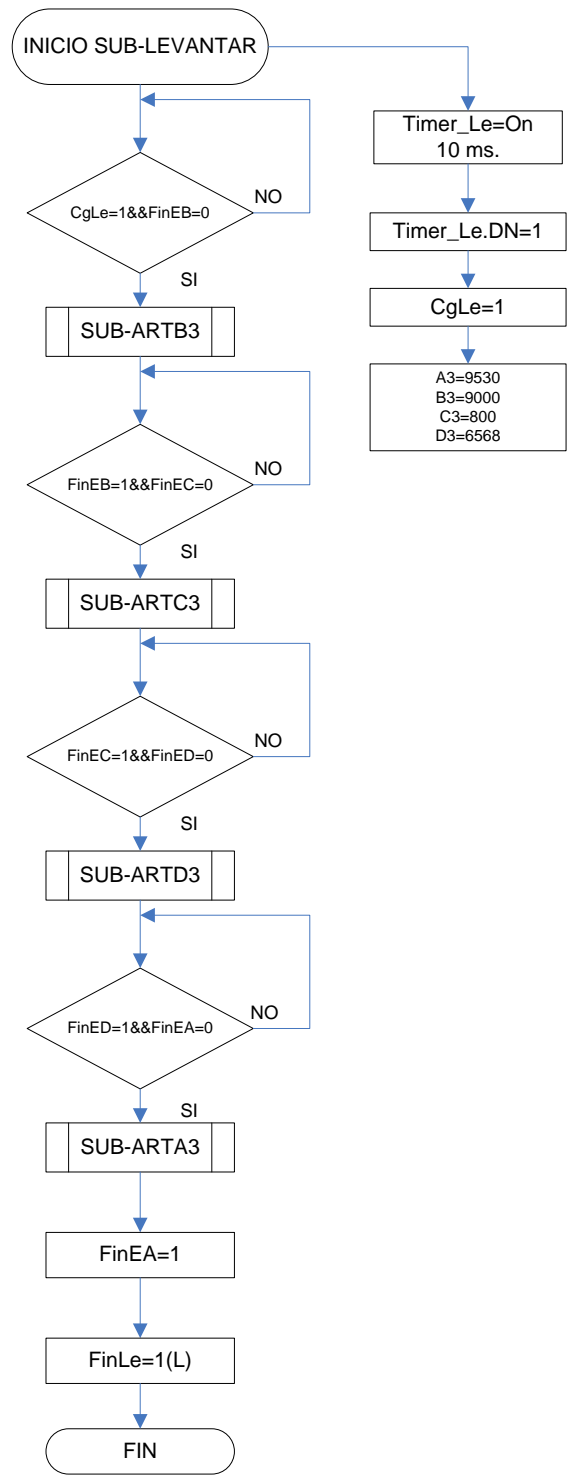 INICIO SUB-LEVANTAR
CgLe=1&&FinEB=0
NO
SI
SUB-ARTB3
FinEB=1&&FinEC=0
NO
SI
SUB-ARTC3
FinEC=1&&FinED=0
NO
SI
SUB-ARTD3
FinED=1&&FinEA=0
NO
SI
SUB-ARTA3
FinEA=1
FinLe=1(L)
FIN
Timer_Le=On
10 ms.
Timer_Le.DN=1
CgLe=1
A3=9530
B3=9000
C3=800
D3=6568